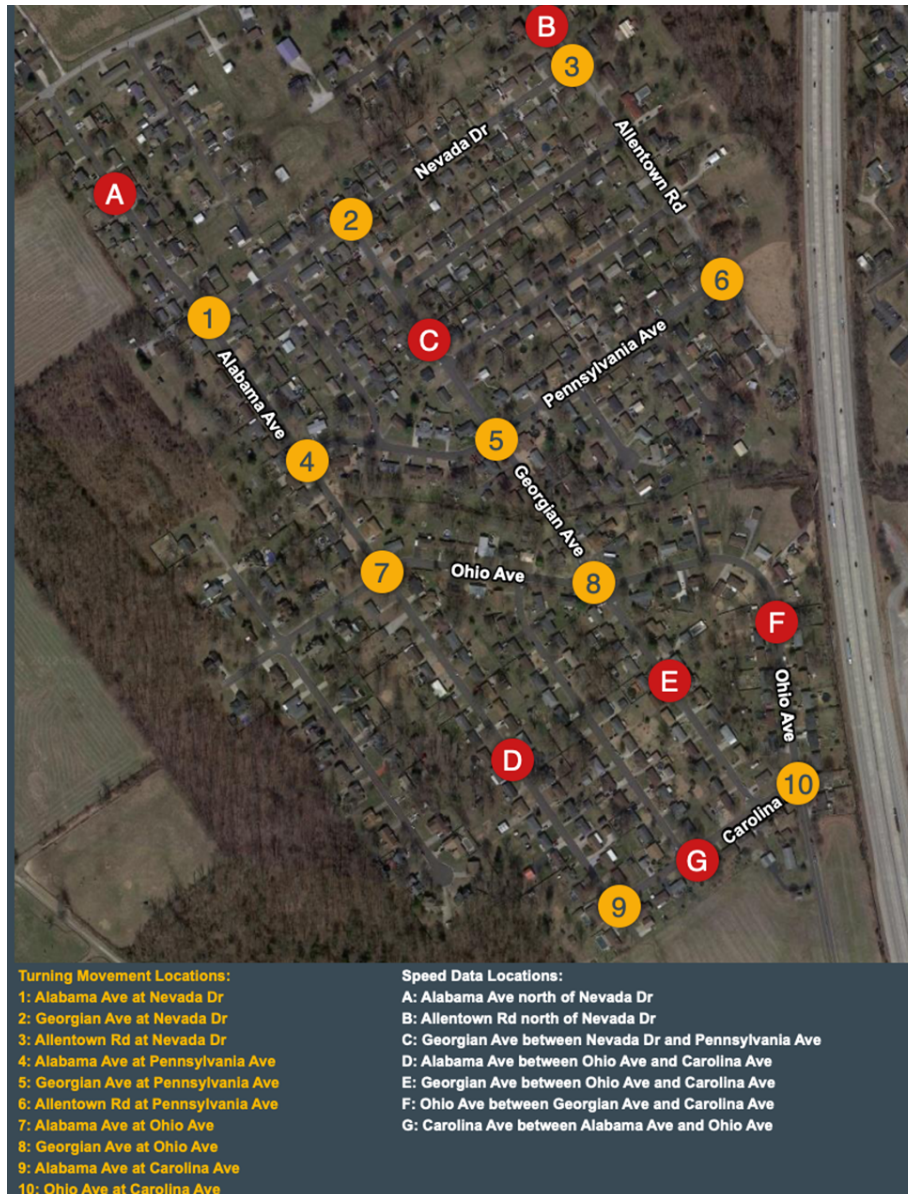 B
3
Nevada Dr
Allentown Rd
A
2
6
1
C
Pennsylvania Ave
Alabama Ave
5
4
Georgian Ave
7
Ohio Ave
8
F
E
Ohio Ave
D
10
Carolina
G
9
Turning Movement Locations:
1: Alabama Ave at Nevada Dr
2: Georgian Ave at Nevada Dr
3: Allentown Rd at Nevada Dr
4: Alabama Ave at Pennsylvania Ave
5: Georgian Ave at Pennsylvania Ave
6: Allentown Rd at Pennsylvania Ave
7: Alabama Ave at Ohio Ave
8: Georgian Ave at Ohio Ave
9: Alabama Ave at Carolina Ave
10: Ohio Ave at Carolina Ave
Speed Data Locations:
A: Alabama Ave north of Nevada Dr
B: Allentown Rd north of Nevada Dr
C: Georgian Ave between Nevada Dr and Pennsylvania Ave
D: Alabama Ave between Ohio Ave and Carolina Ave
E: Georgian Ave between Ohio Ave and Carolina Ave
F: Ohio Ave between Georgian Ave and Carolina Ave
G: Carolina Ave between Alabama Ave and Ohio Ave